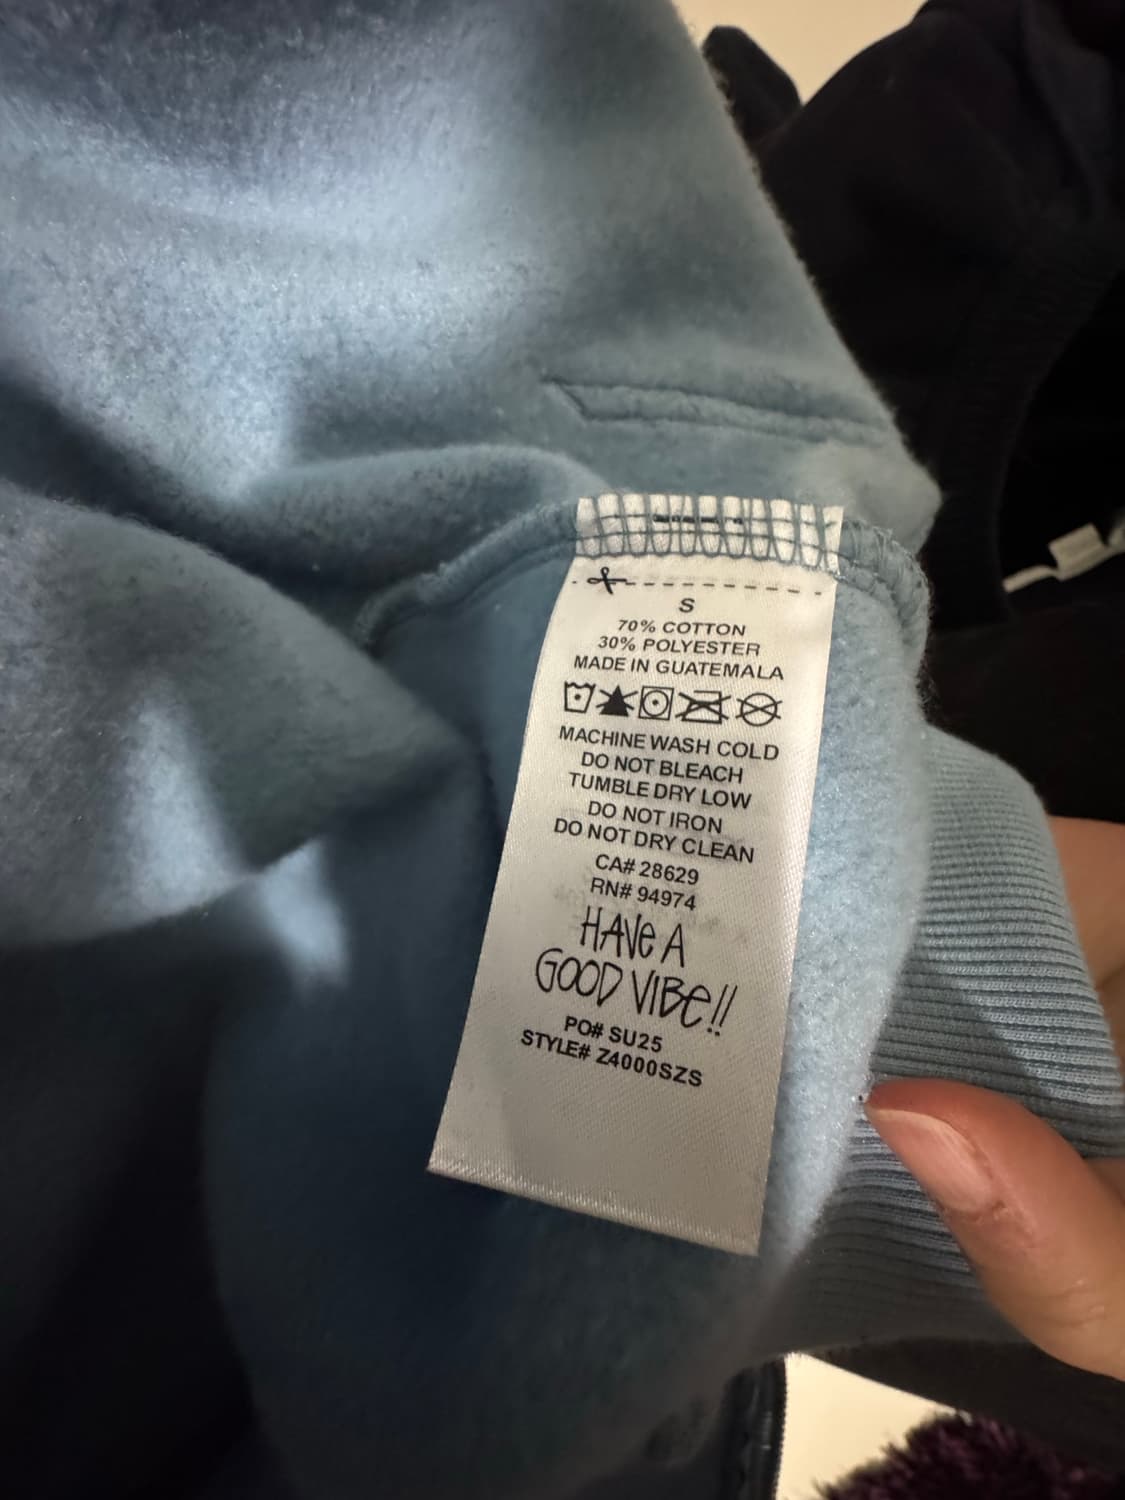 S
70% COTTON
30% POLYESTER
MADE IN GUATEMALA
MACHINE WASH COLD
DO NOT BLEACH
TUMBLE DRY LOW
DO NOT IRON
DO NOT DRY CLEAN
CA# 28629
RN# 94974
HAVE A
GOOD VIBE!!
PO# SU25
STYLE# Z4000SZS